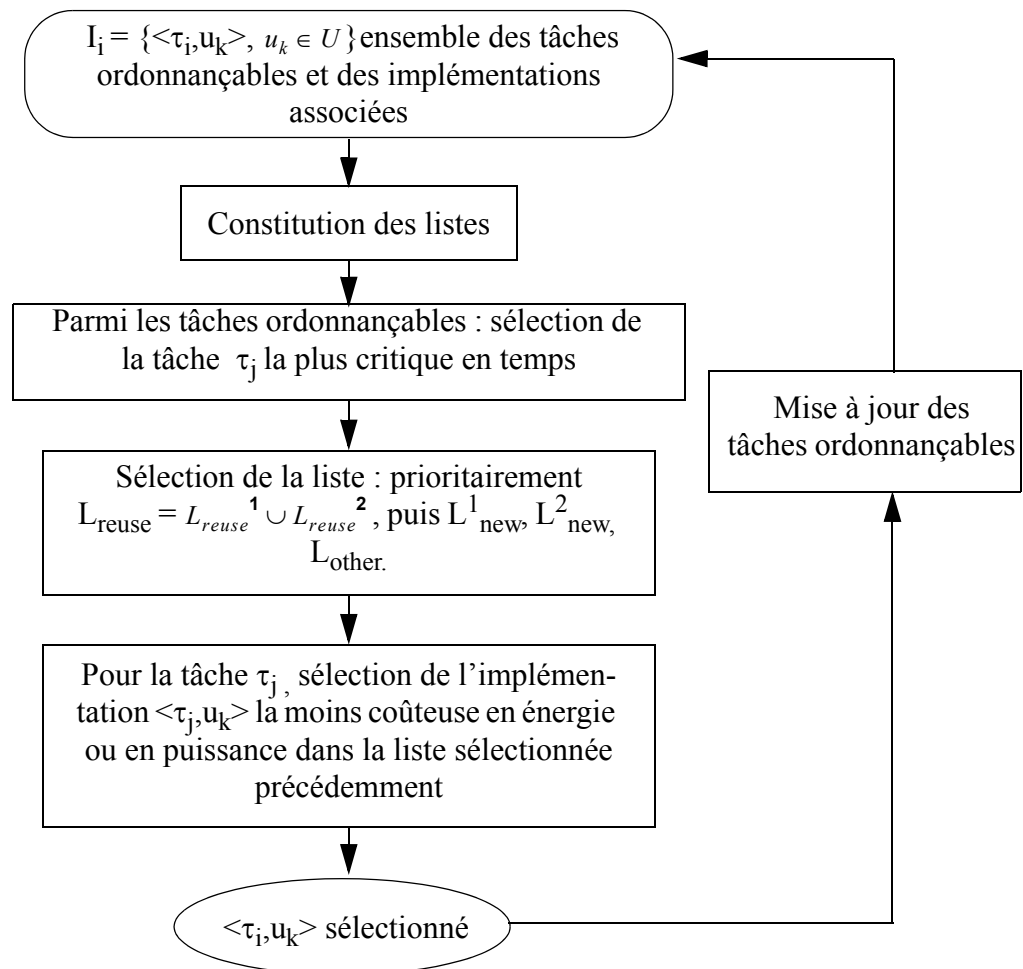 I_i = {<τ_i,u_k>, u_k ∈ U} ensemble des tâches
ordonnançables et des implémentations
associées
Constitution des listes
Parmi les tâches ordonnançables : sélection de
la tâche τ_j la plus critique en temps
Sélection de la liste : prioritairement
L_reuse = L_reuse^1 ∪ L_reuse^2 , puis L^1_new, L^2_new,
L_other.
Pour la tâche τ_j , sélection de l’implémen-
tation <τ_j,u_k> la moins coûteuse en énergie
ou en puissance dans la liste sélectionnée
précédemment
<τ_i,u_k> sélectionné
Mise à jour des
tâches ordonnançables